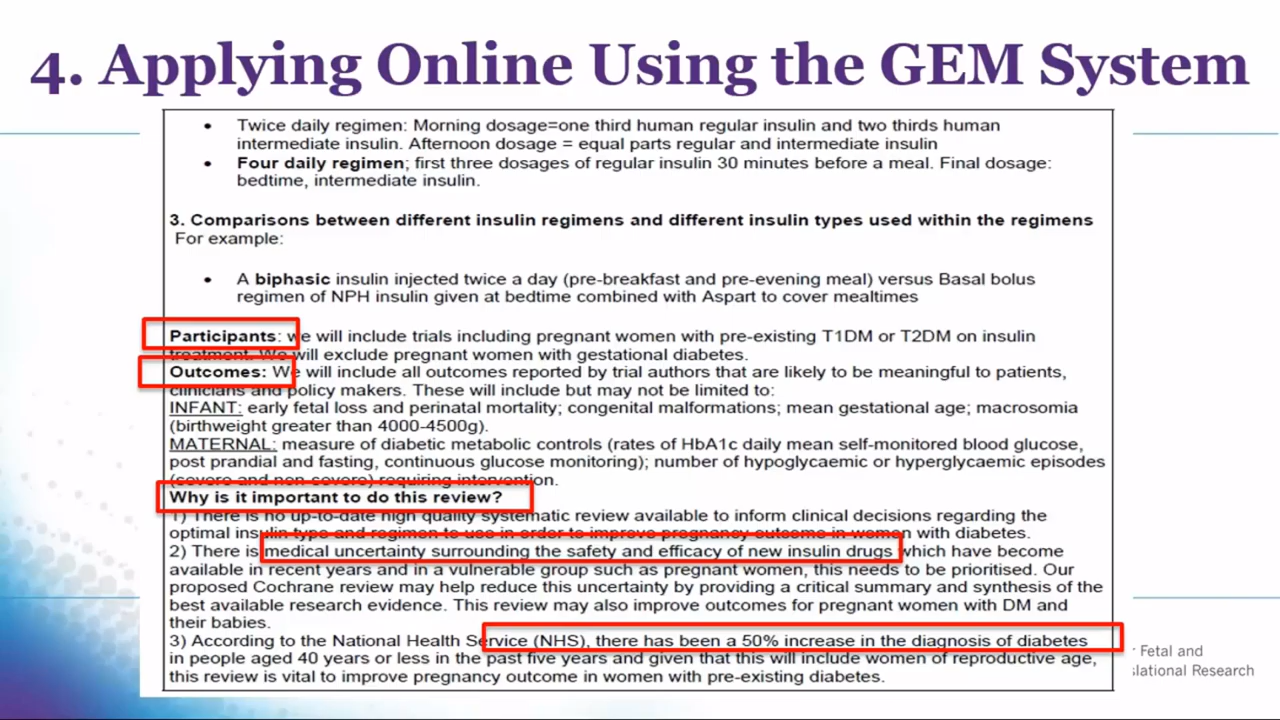 4. Applying Online Using the GEM System
• Twice daily regimen: Morning dosage=one third human regular insulin and two thirds human
intermediate insulin. Afternoon dosage = equal parts regular and intermediate insulin
• Four daily regimen; first three dosages of regular insulin 30 minutes before a meal. Final dosage:
bedtime, intermediate insulin.
3. Comparisons between different insulin regimens and different insulin types used within the regimens
For example:
• A biphasic insulin injected twice a day (pre-breakfast and pre-evening meal) versus Basal bolus
regimen of NPH insulin given at bedtime combined with Aspart to cover mealtimes
Participants: we will include trials including pregnant women with pre-existing T1DM or T2DM on insulin
treatment. We will exclude pregnant women with gestational diabetes.
Outcomes: We will include all outcomes reported by trial authors that are likely to be meaningful to patients,
clinicians and policy makers. These will include but may not be limited to:
INFANT: early fetal loss and perinatal mortality; congenital malformations; mean gestational age; macrosomia
(birthweight greater than 4000-4500g).
MATERNAL: measure of diabetic metabolic controls (rates of HbA1c daily mean self-monitored blood glucose,
post prandial and fasting, continuous glucose monitoring); number of hypoglycaemic or hyperglycaemic episodes
(severe and non-severe) requiring intervention.
Why is it important to do this review?
1) There is no up-to-date high quality systematic review available to inform clinical decisions regarding the
optimal insulin type and regimen to use in order to improve pregnancy outcome in women with diabetes.
2) There is medical uncertainty surrounding the safety and efficacy of new insulin drugs which have become
available in recent years and in a vulnerable group such as pregnant women, this needs to be prioritised. Our
proposed Cochrane review may help reduce this uncertainty by providing a critical summary and synthesis of the
best available research evidence. This review may also improve outcomes for pregnant women with DM and
their babies.
3) According to the National Health Service (NHS), there has been a 50% increase in the diagnosis of diabetes
in people aged 40 years or less in the past five years and given that this will include women of reproductive age,
this review is vital to improve pregnancy outcome in women with pre-existing diabetes.
Fetal and
lational Research